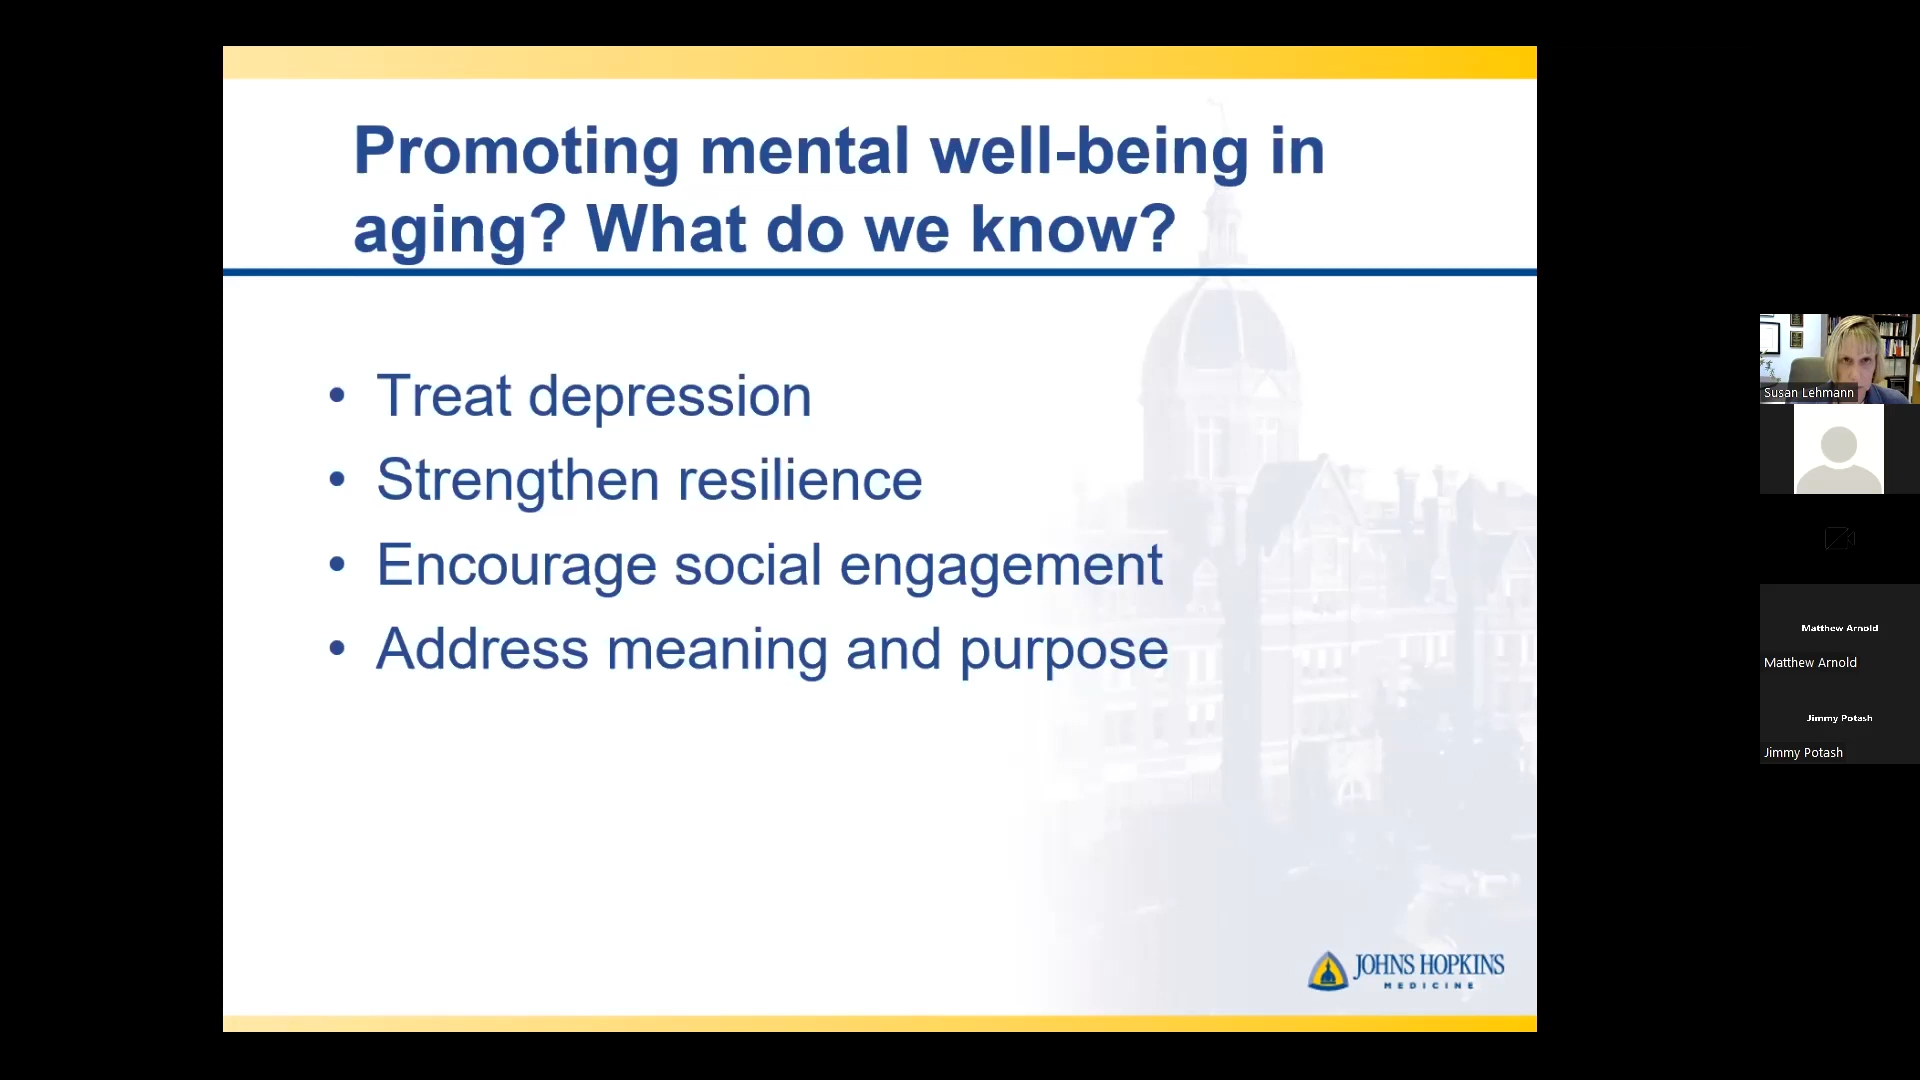 Promoting mental well-being in
aging? What do we know?
• Treat depression
• Strengthen resilience
• Encourage social engagement
• Address meaning and purpose
JOHNS HOPKINS
MEDICINE
Susan Lehmann
Matthew Arnold
Matthew Arnold
Jimmy Potash
Jimmy Potash